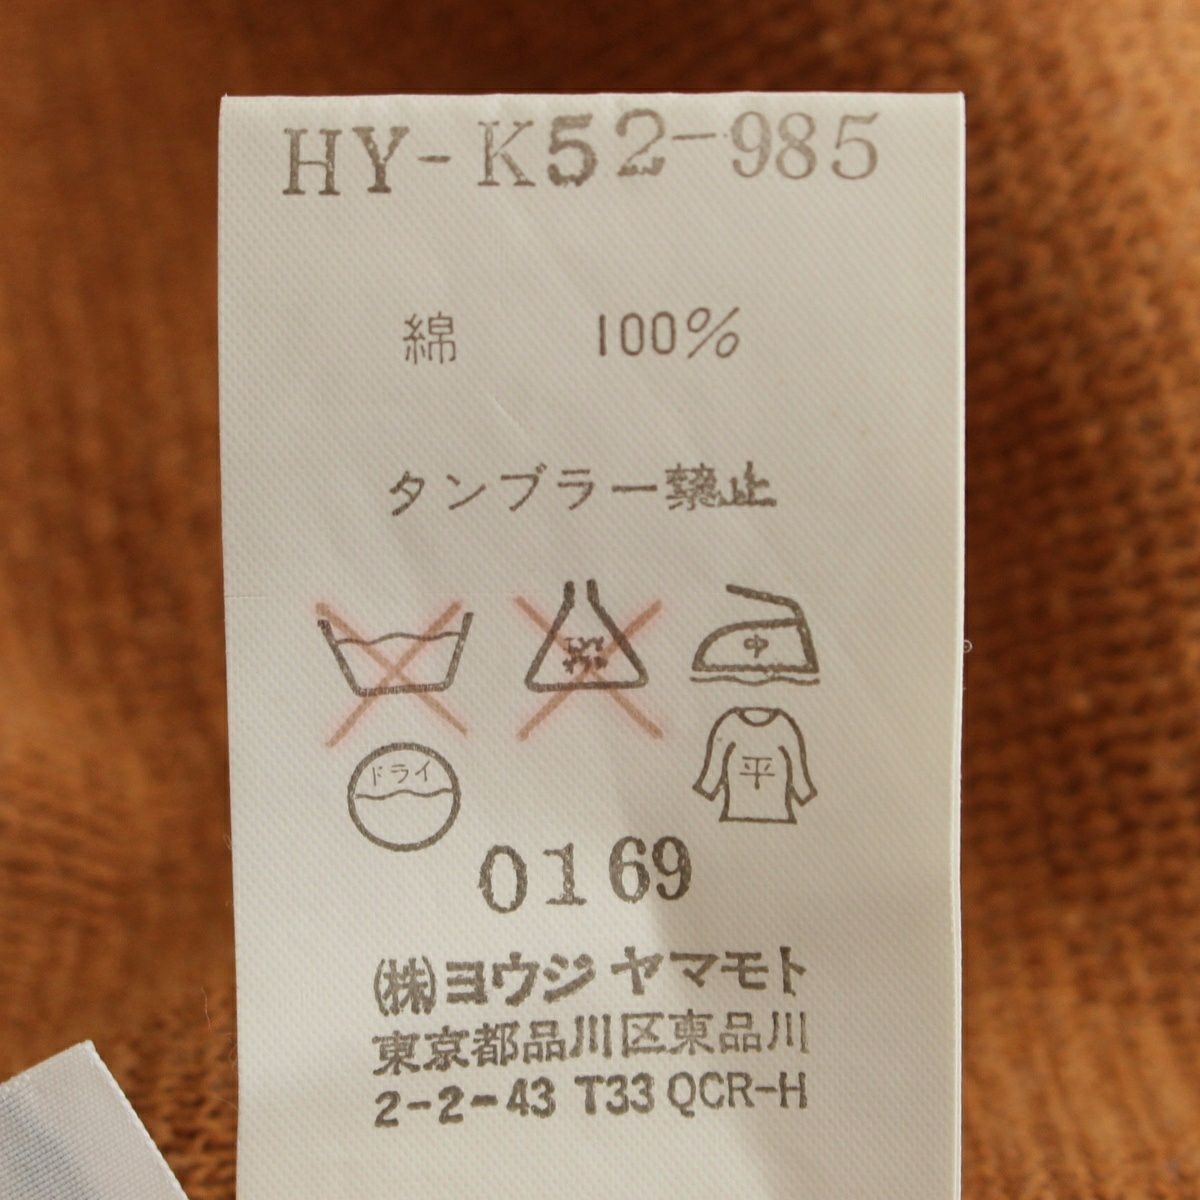 HY-K52-985
綿 100%
タンブラー禁止
中
ドライ
平
0169
(株)ヨウジヤマモト
東京都品川区東品川
2-2-43 T33 QCR-H